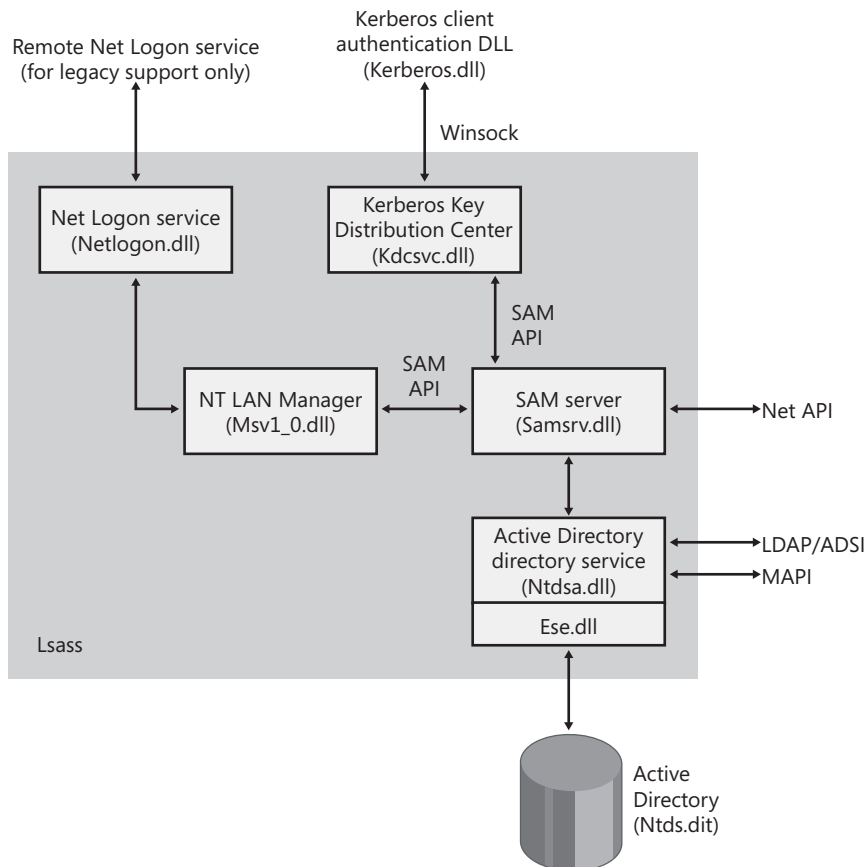 Remote Net Logon service
(for legacy support only)
Kerberos client
authentication DLL
(Kerberos.dll)
Winsock
Net Logon service
(Netlogon.dll)
Kerberos Key
Distribution Center
(Kdcsvc.dll)
SAM
API
SAM
API
NT LAN Manager
(Msv1_0.dll)
SAM server
(Samsrv.dll)
Net API
Active Directory
directory service
(Ntdsa.dll)
LDAP/ADSI
MAPI
Ese.dll
Lsass
Active
Directory
(Ntds.dit)